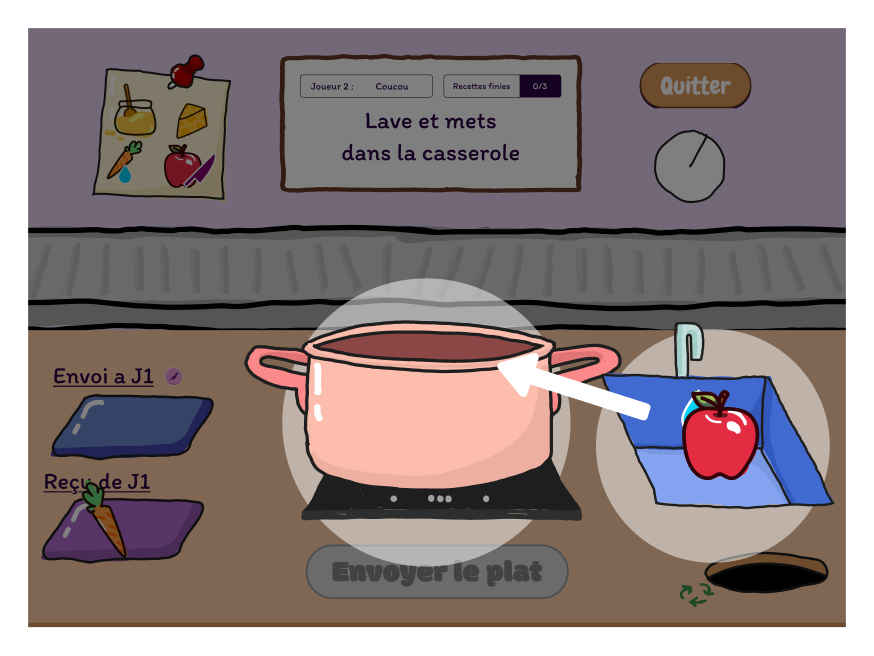 Joueur 2 : Coucou
Recettes finies 0/3
Quitter
Lave et mets
dans la casserole
Envoi a J1
Reçu de J1
Envoyer le plat